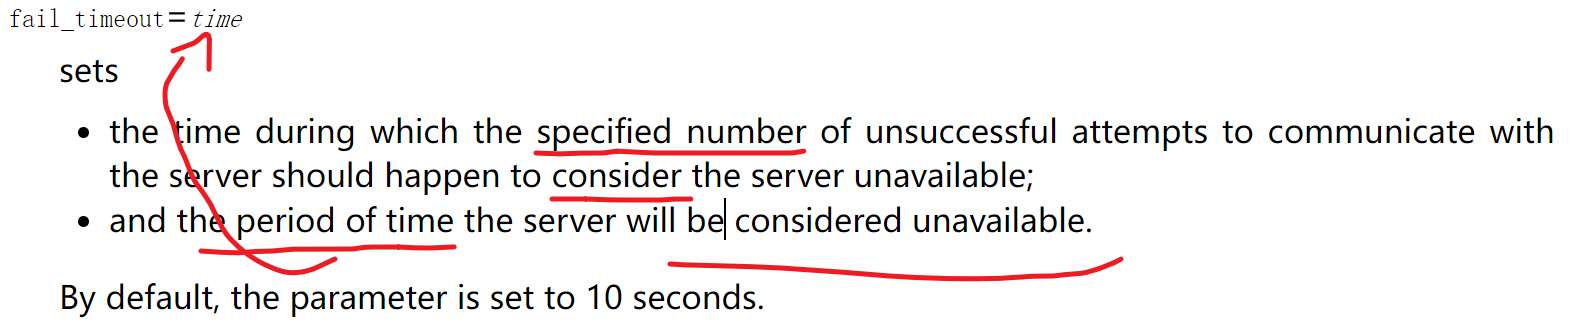 fail_timeout=time
sets
• the time during which the specified number of unsuccessful attempts to communicate with
the server should happen to consider the server unavailable;
• and the period of time the server will be considered unavailable.
By default, the parameter is set to 10 seconds.